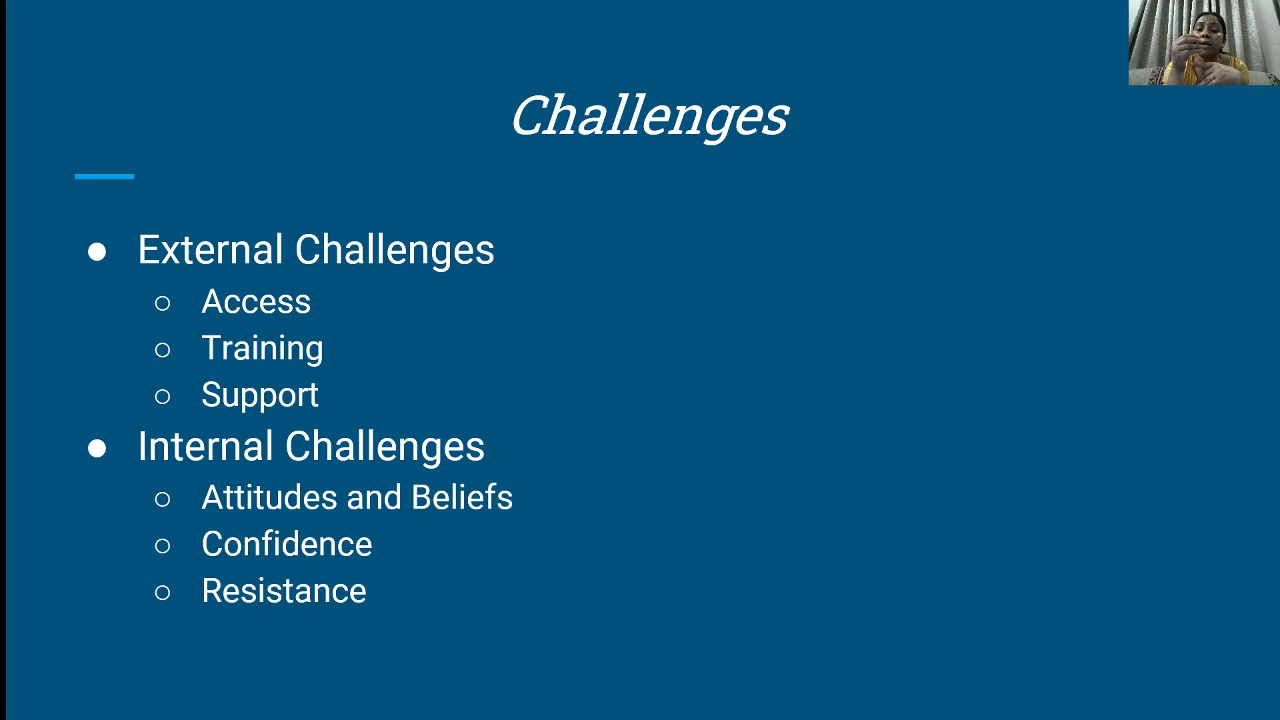 Challenges
● External Challenges
○ Access
○ Training
○ Support
● Internal Challenges
○ Attitudes and Beliefs
○ Confidence
○ Resistance